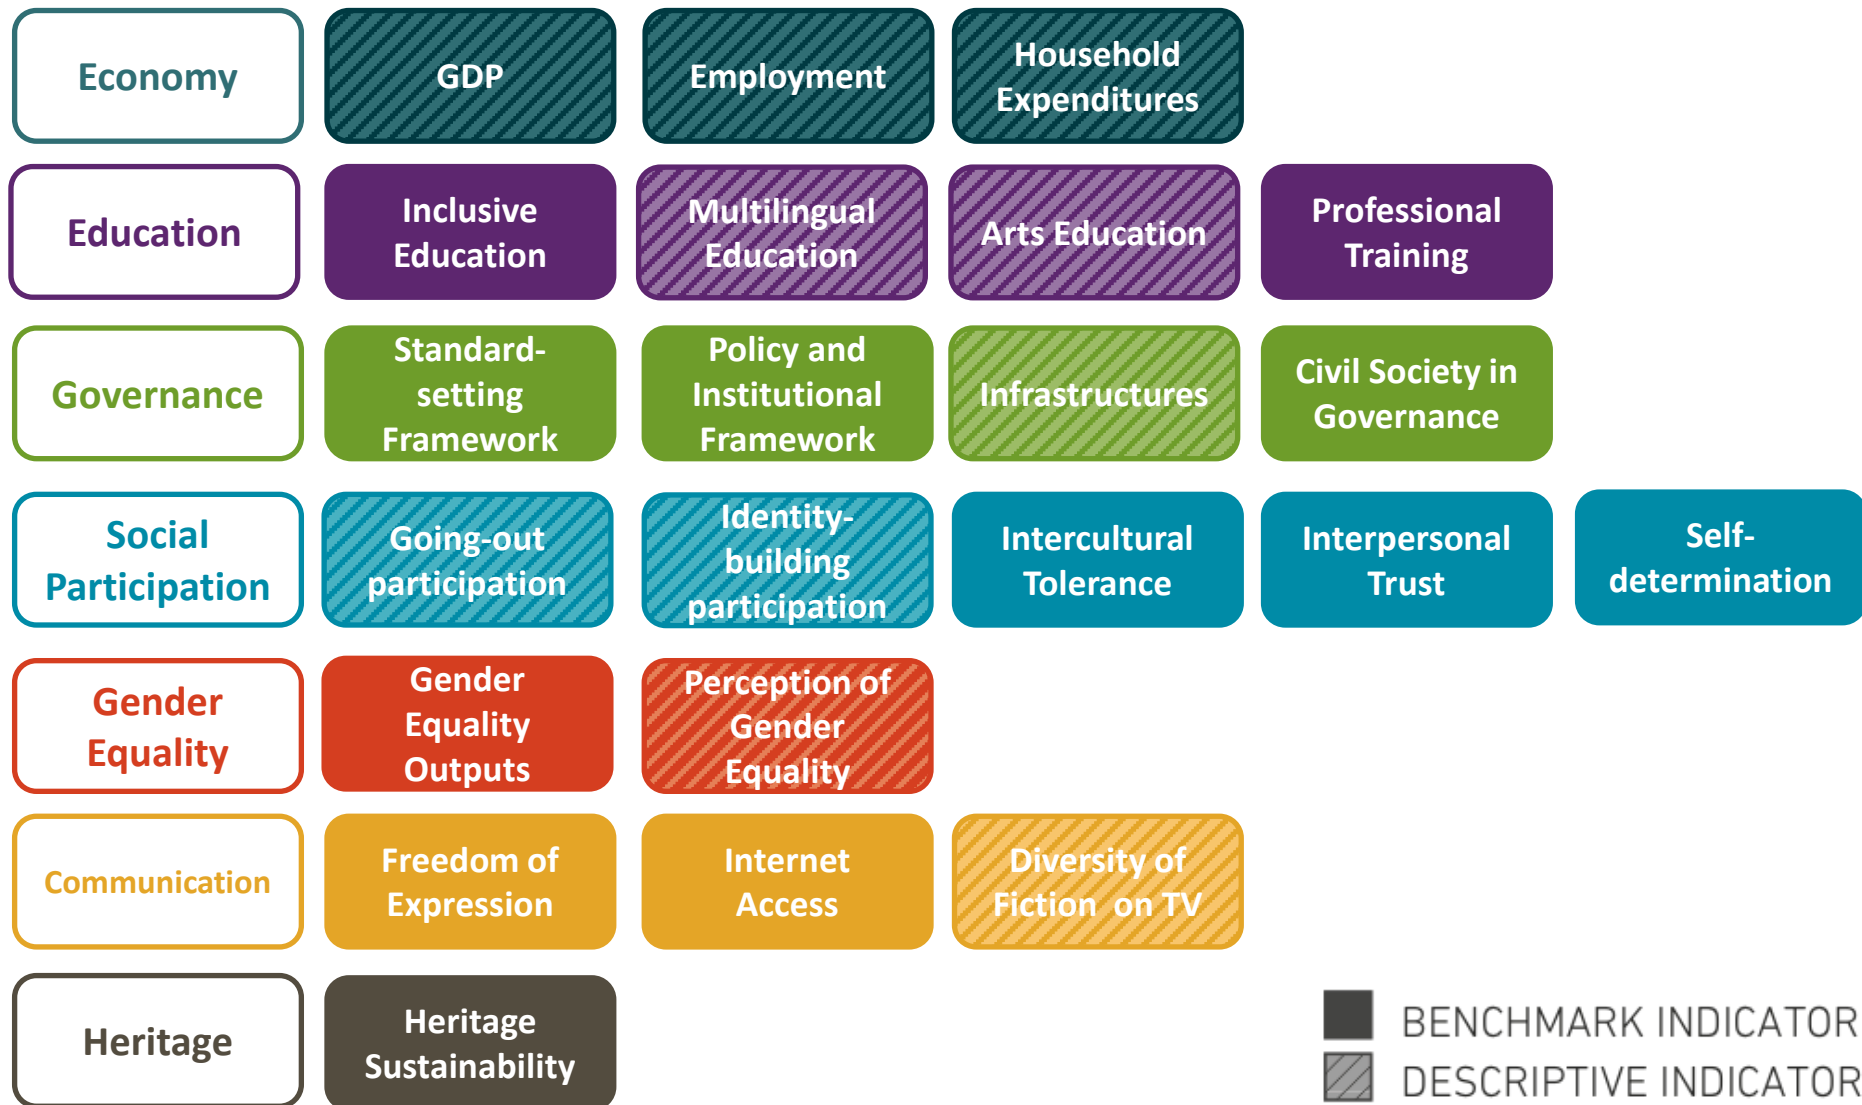 Economy
GDP
Employment
Household
Expenditures
Education
Inclusive
Education
Multilingual
Education
Arts Education
Professional
Training
Governance
Standard-
setting
Framework
Policy and
Institutional
Framework
Infrastructures
Civil Society in
Governance
Social
Participation
Going-out
participation
Identity-
building
participation
Intercultural
Tolerance
Interpersonal
Trust
Self-
determination
Gender
Equality
Gender
Equality
Outputs
Perception of
Gender
Equality
Communication
Freedom of
Expression
Internet
Access
Diversity of
Fiction on TV
Heritage
Heritage
Sustainability
BENCHMARK INDICATOR
DESCRIPTIVE INDICATOR